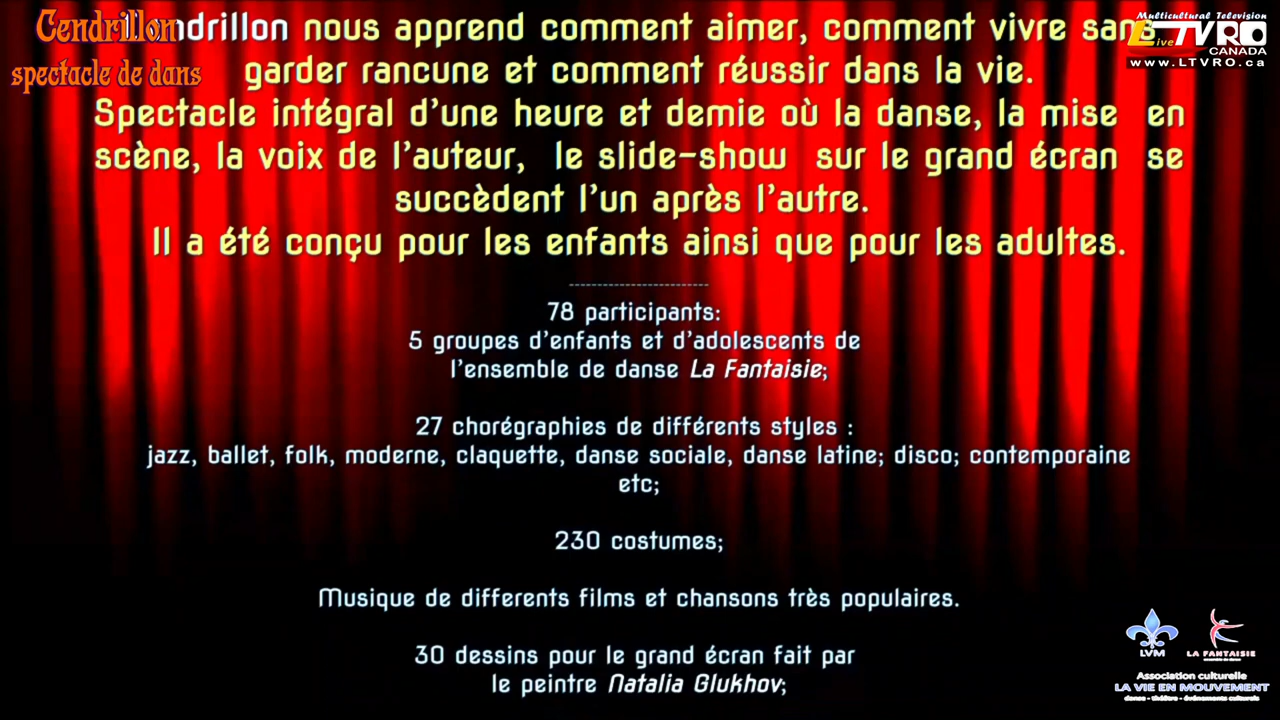 Cendrillon
spectacle de dans
Cendrillon nous apprend comment aimer, comment vivre sans
garder rancune et comment réussir dans la vie.
Spectacle intégral d'une heure et demie où la danse, la mise en
scène, la voix de l'auteur, le slide-show sur le grand écran se
succèdent l'un après l'autre.
Il a été conçu pour les enfants ainsi que pour les adultes.
-------------------------
78 participants:
5 groupes d'enfants et d'adolescents de
l'ensemble de danse La Fantaisie;
27 chorégraphies de différents styles :
jazz, ballet, folk, moderne, claquette, danse sociale, danse latine; disco; contemporaine
etc;
230 costumes;
Musique de differents films et chansons très populaires.
30 dessins pour le grand écran fait par
le peintre Natalia Glukhov;
Multicultural Television
Live TVRO
CANADA
www.LTVRO.ca
LVM
LA FANTAISIE
Association culturelle
LA VIE EN MOUVEMENT
danse - théâtre - événements culturels